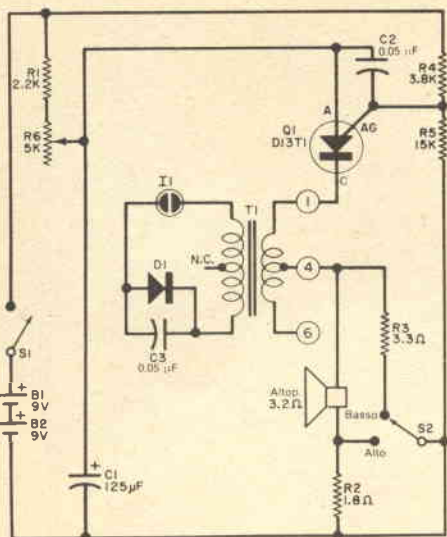 C2
0.05 µF
R1
2.2K
R4
3.8K
A
AG
Q1
D13T1
R6
5K
R5
15K
C
I1
T1
1
N.C.
4
D1
6
C3
0.05 µF
R3
3.3Ω
S1
Altop.
3.2Ω
Basso
S2
Alto
B1
9V
B2
9V
+
+
+
C1
125µF
R2
1.8Ω